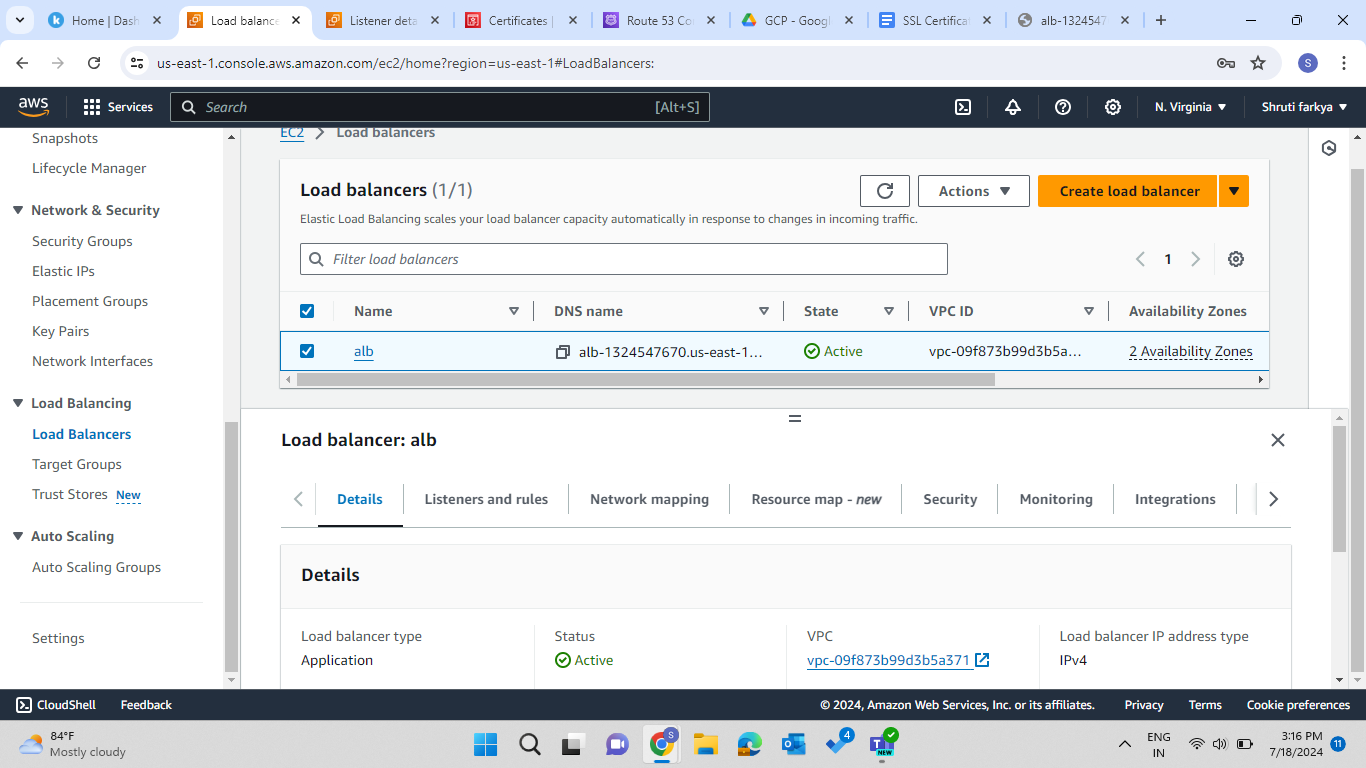 Home | Dash
Load balance
Listener deta
Certificates |
Route 53 Co
GCP - Googl
SSL Certificat
alb-1324547
us-east-1.console.aws.amazon.com/ec2/home?region=us-east-1#LoadBalancers:
S
aws
Services
Search
[Alt+S]
N. Virginia
Shruti farkya
Snapshots
Lifecycle Manager
Network & Security
Security Groups
Elastic IPs
Placement Groups
Key Pairs
Network Interfaces
Load Balancing
Load Balancers
Target Groups
Trust Stores New
Auto Scaling
Auto Scaling Groups
Settings
EC2 > Load balancers
Load balancers (1/1)
Actions
Create load balancer
Elastic Load Balancing scales your load balancer capacity automatically in response to changes in incoming traffic.
Filter load balancers
1
Name
DNS name
State
VPC ID
Availability Zones
alb
alb-1324547670.us-east-1...
Active
vpc-09f873b99d3b5a...
2 Availability Zones
Load balancer: alb
Details
Listeners and rules
Network mapping
Resource map - new
Security
Monitoring
Integrations
Details
Load balancer type
Application
Status
Active
VPC
vpc-09f873b99d3b5a371
Load balancer IP address type
IPv4
CloudShell
Feedback
© 2024, Amazon Web Services, Inc. or its affiliates.
Privacy
Terms
Cookie preferences
84°F
Mostly cloudy
S
4
NEW
ENG
IN
3:16 PM
7/18/2024
11